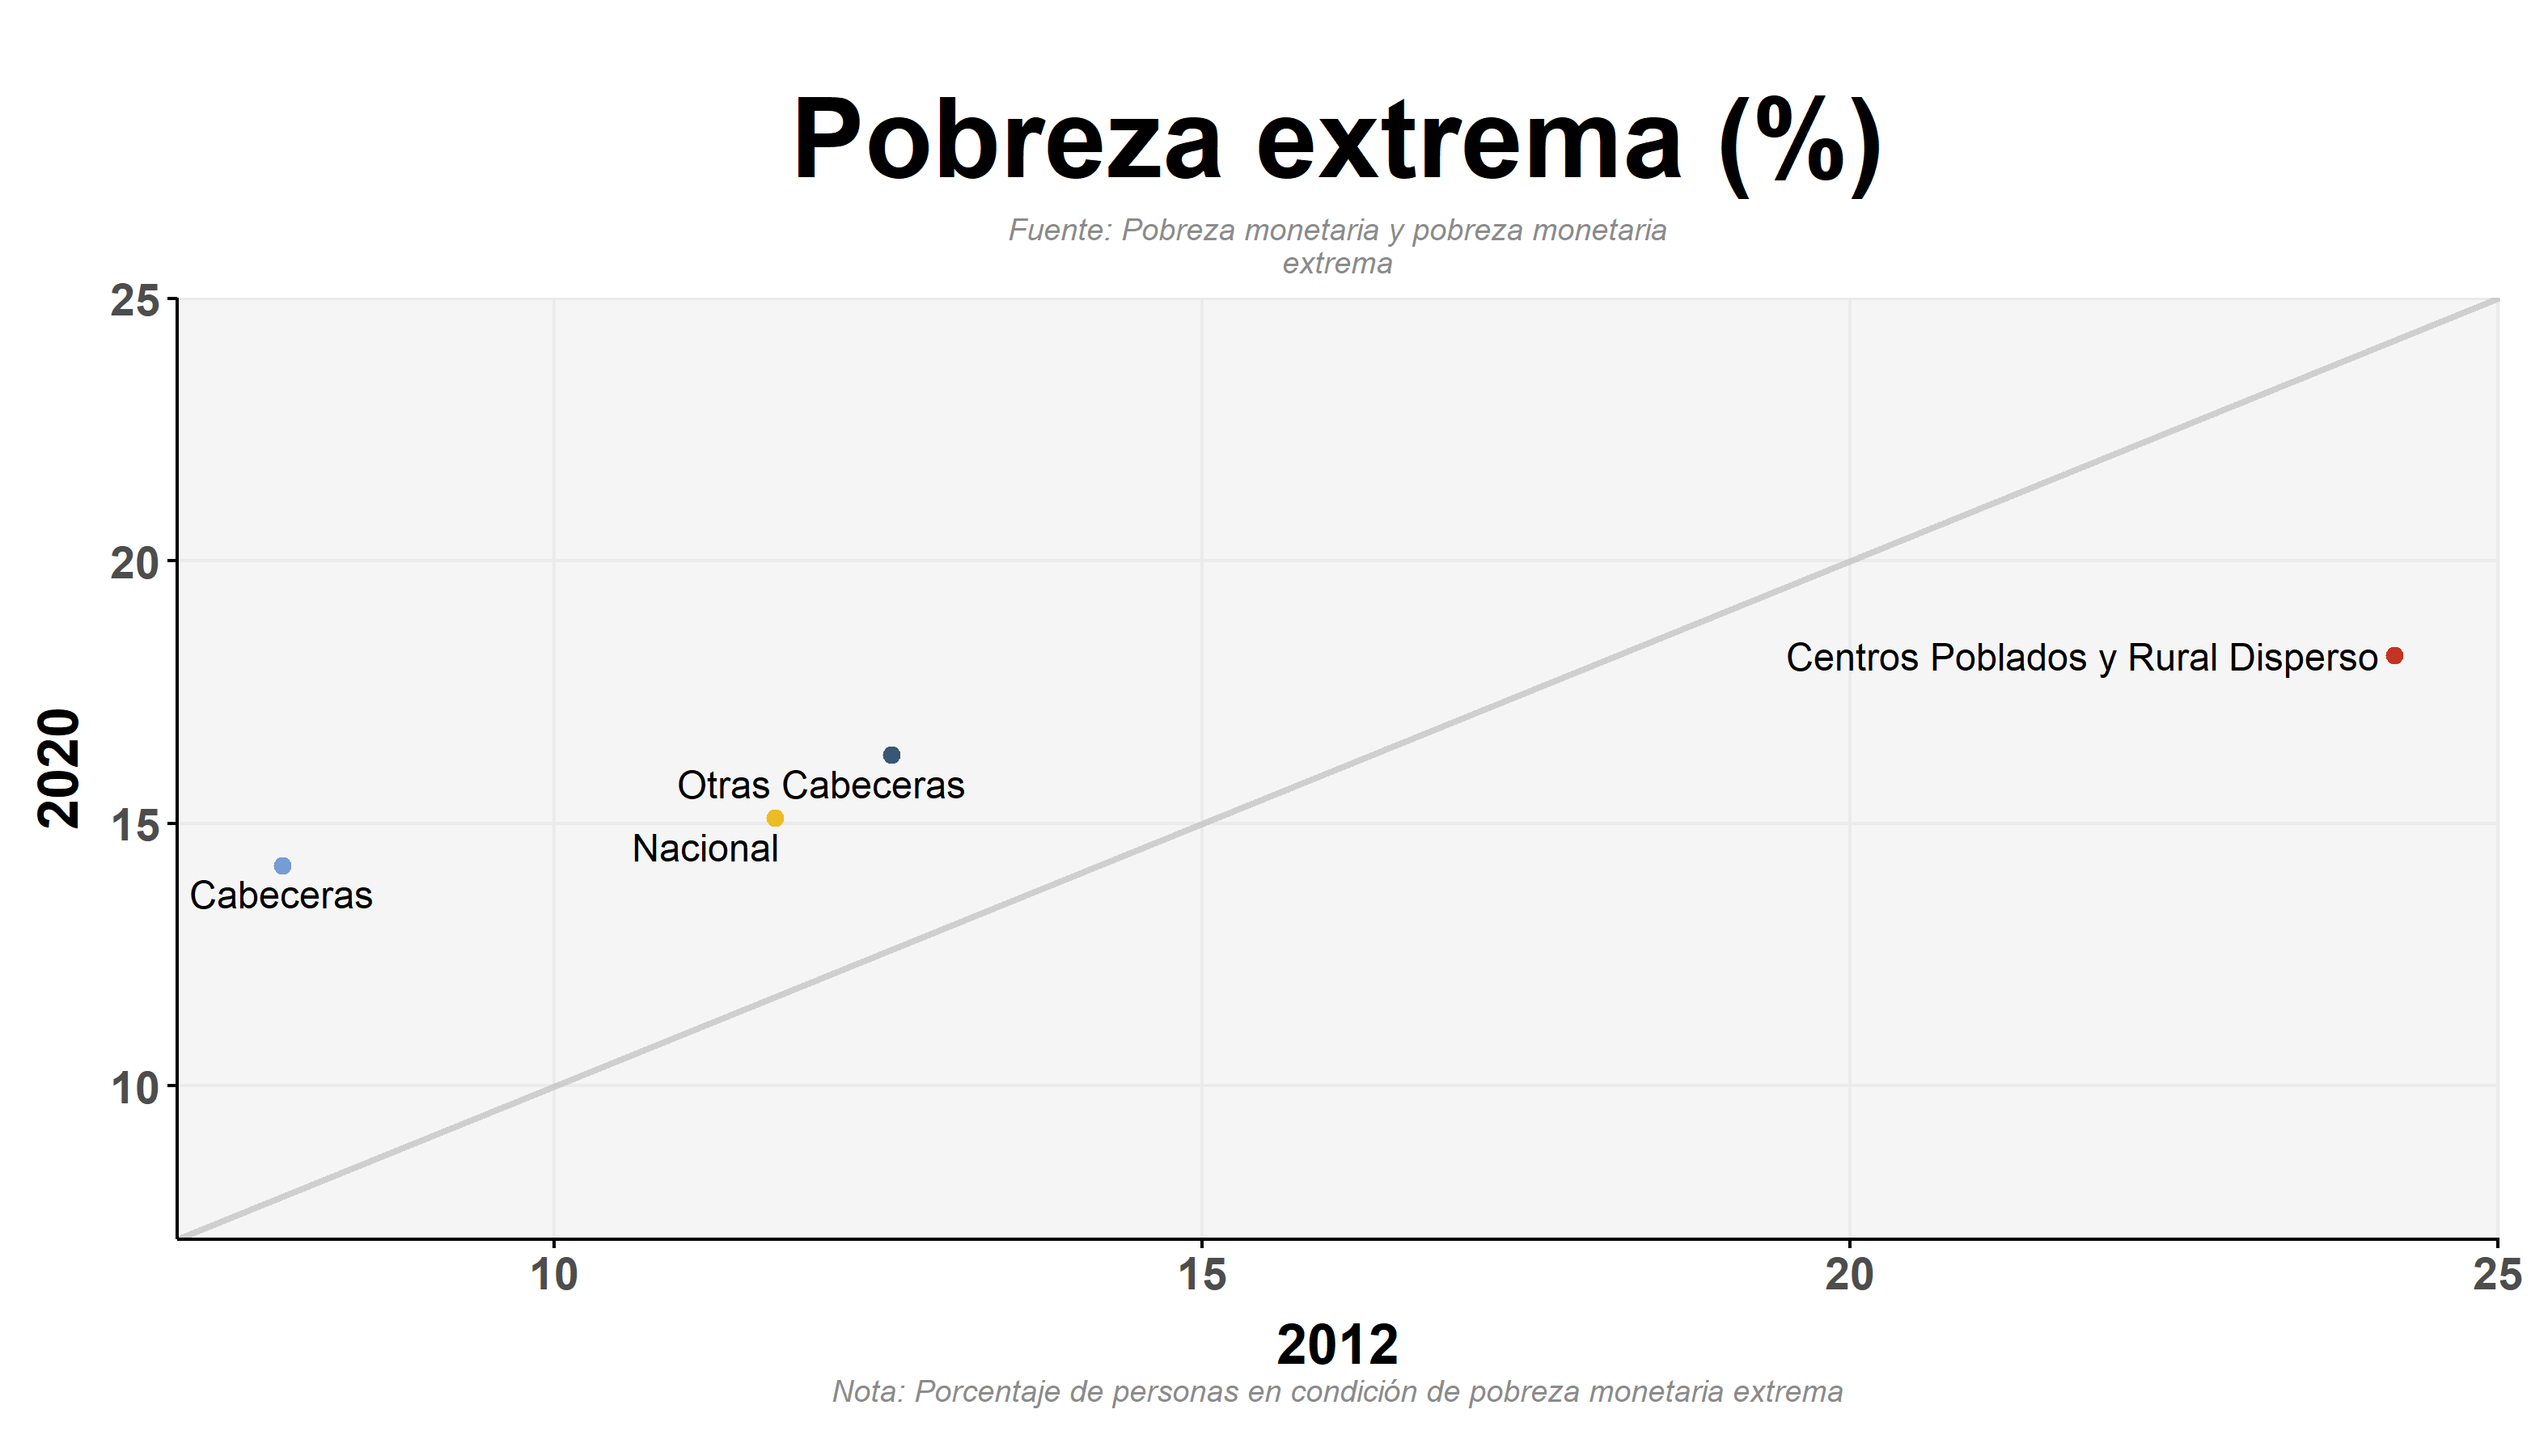 Pobreza extrema (%)
Fuente: Pobreza monetaria y pobreza monetaria
extrema
25
20
15
10
2020
Centros Poblados y Rural Disperso
Otras Cabeceras
Nacional
Cabeceras
10
15
20
25
2012
Nota: Porcentaje de personas en condición de pobreza monetaria extrema